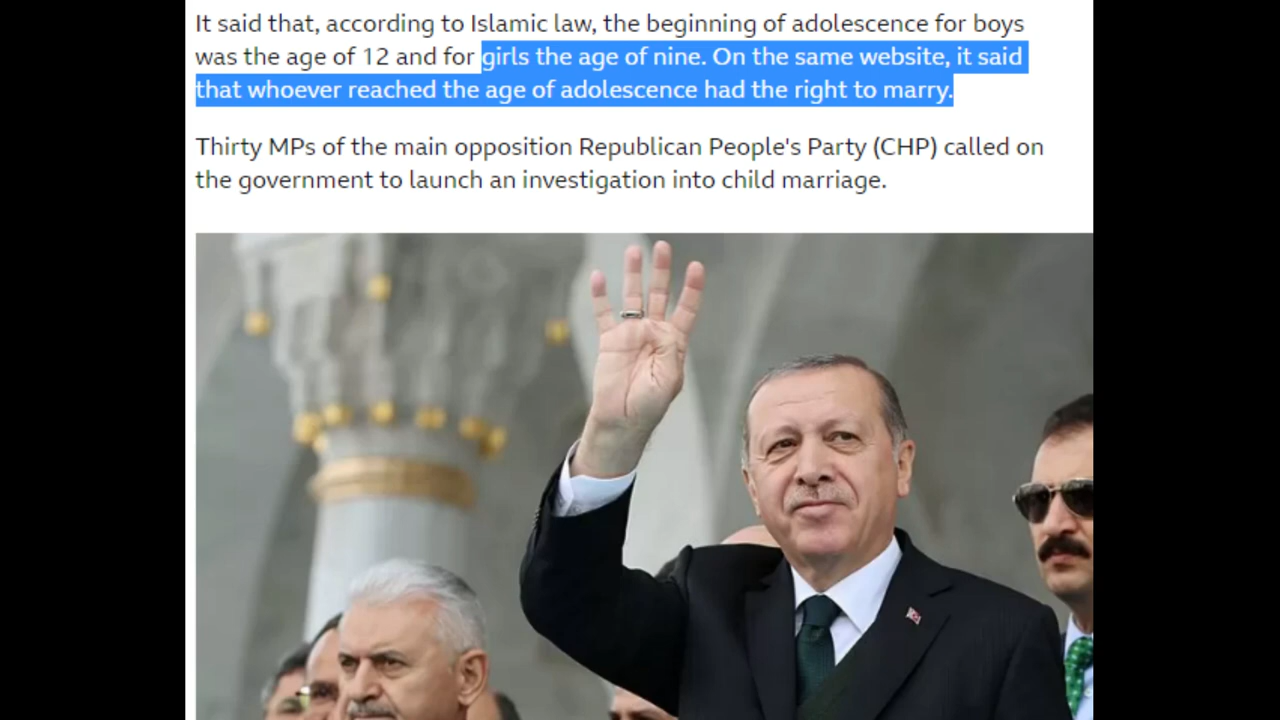 It said that, according to Islamic law, the beginning of adolescence for boys
was the age of 12 and for girls the age of nine. On the same website, it said
that whoever reached the age of adolescence had the right to marry.
Thirty MPs of the main opposition Republican People's Party (CHP) called on
the government to launch an investigation into child marriage.